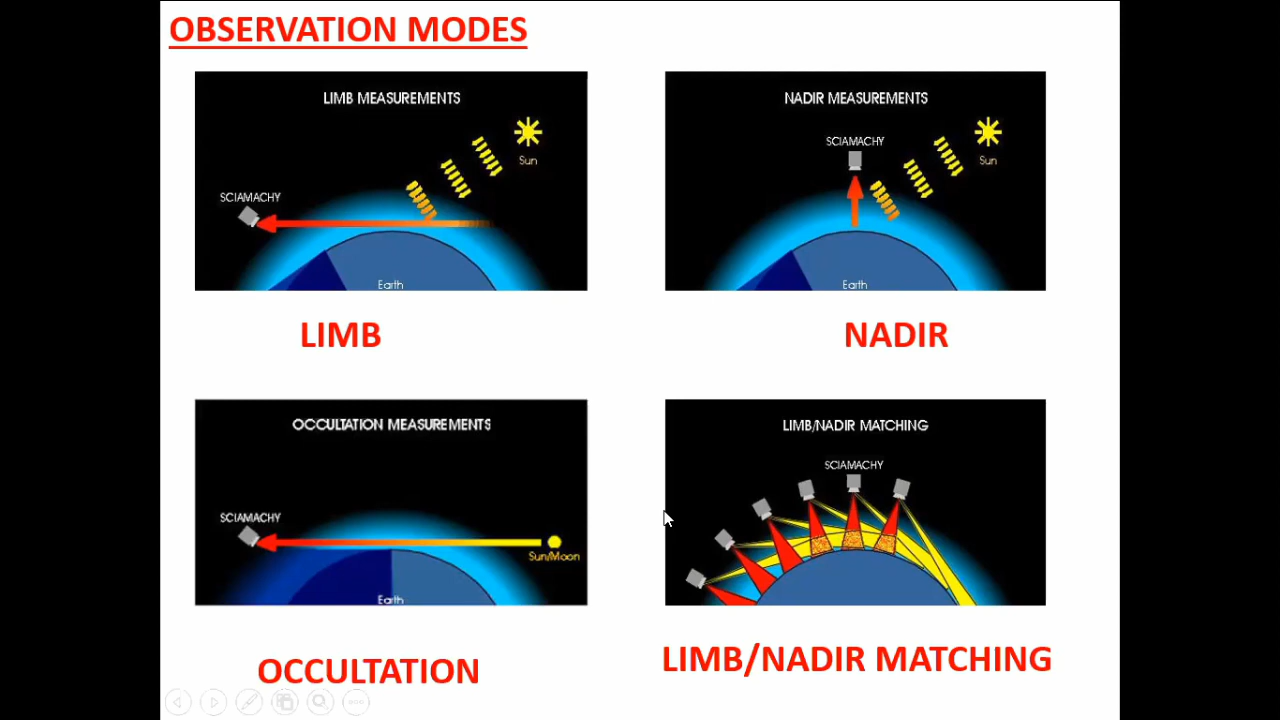 OBSERVATION MODES
LIMB MEASUREMENTS
Sun
SCIAMACHY
Earth
LIMB
NADIR MEASUREMENTS
SCIAMACHY
Sun
Earth
NADIR
OCCULTATION MEASUREMENTS
SCIAMACHY
Sun/Moon
Earth
OCCULTATION
LIMB/NADIR MATCHING
SCIAMACHY
LIMB/NADIR MATCHING